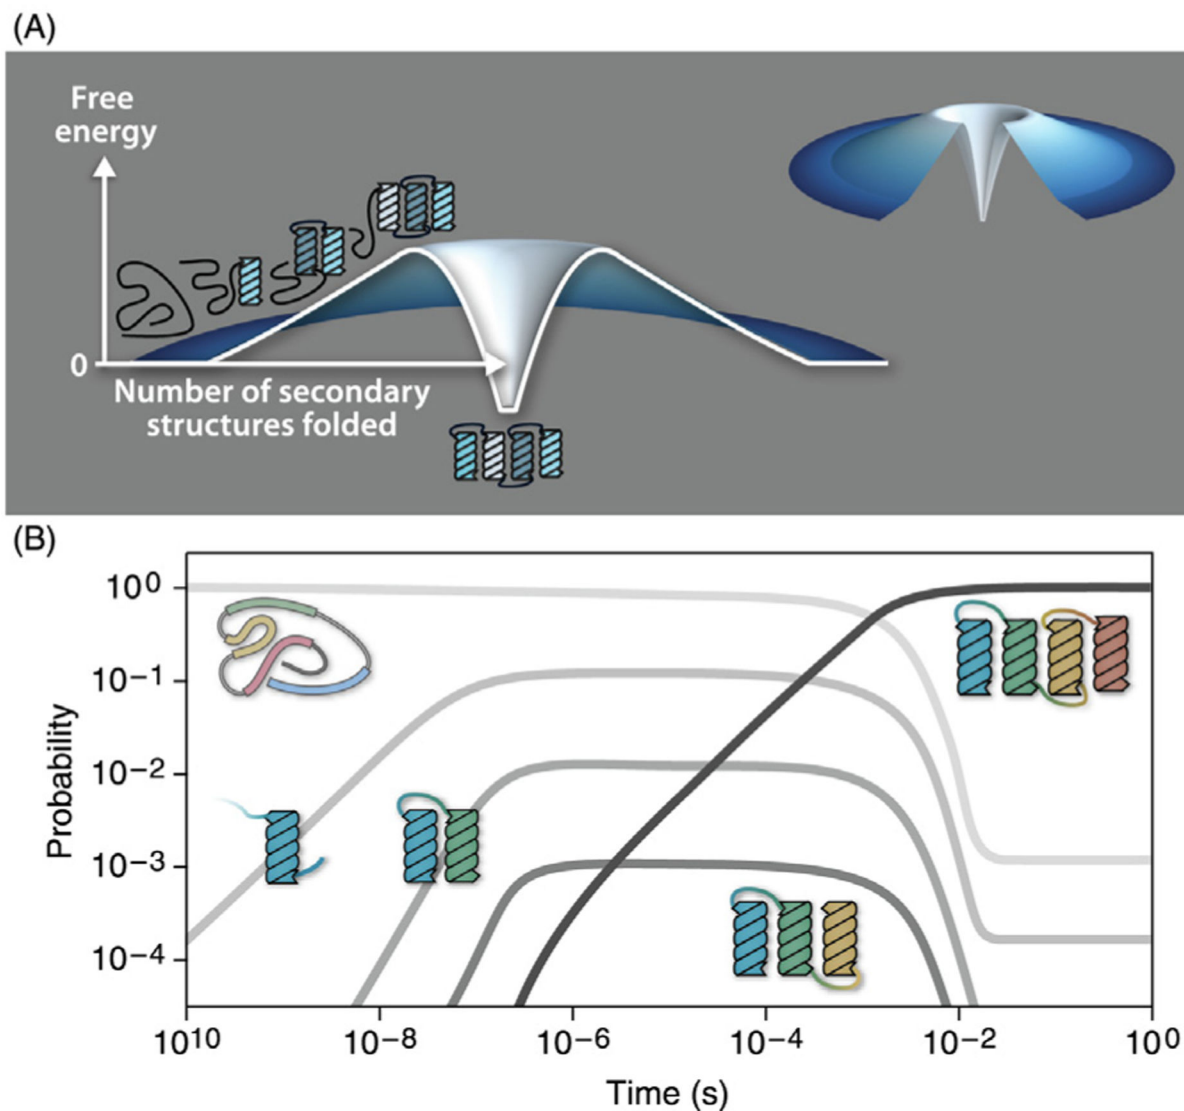 (A)
Free
energy
0
Number of secondary
structures folded
(B)
Probability
10⁰
10⁻¹
10⁻²
10⁻³
10⁻⁴
10¹⁰ 10⁻⁸ 10⁻⁶ 10⁻⁴ 10⁻² 10⁰
Time (s)